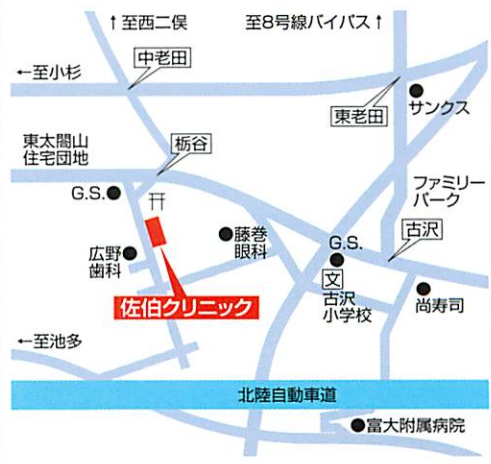 ↑至西二俣
至8号線バイパス↑
中老田
←至小杉
東老田
サンクス
東太閤山
住宅団地
栃谷
G.S.
ファミリー
パーク
藤巻
眼科
G.S.
古沢
広野
歯科
文
古沢
小学校
尚寿司
佐伯クリニック
←至池多
北陸自動車道
富大附属病院